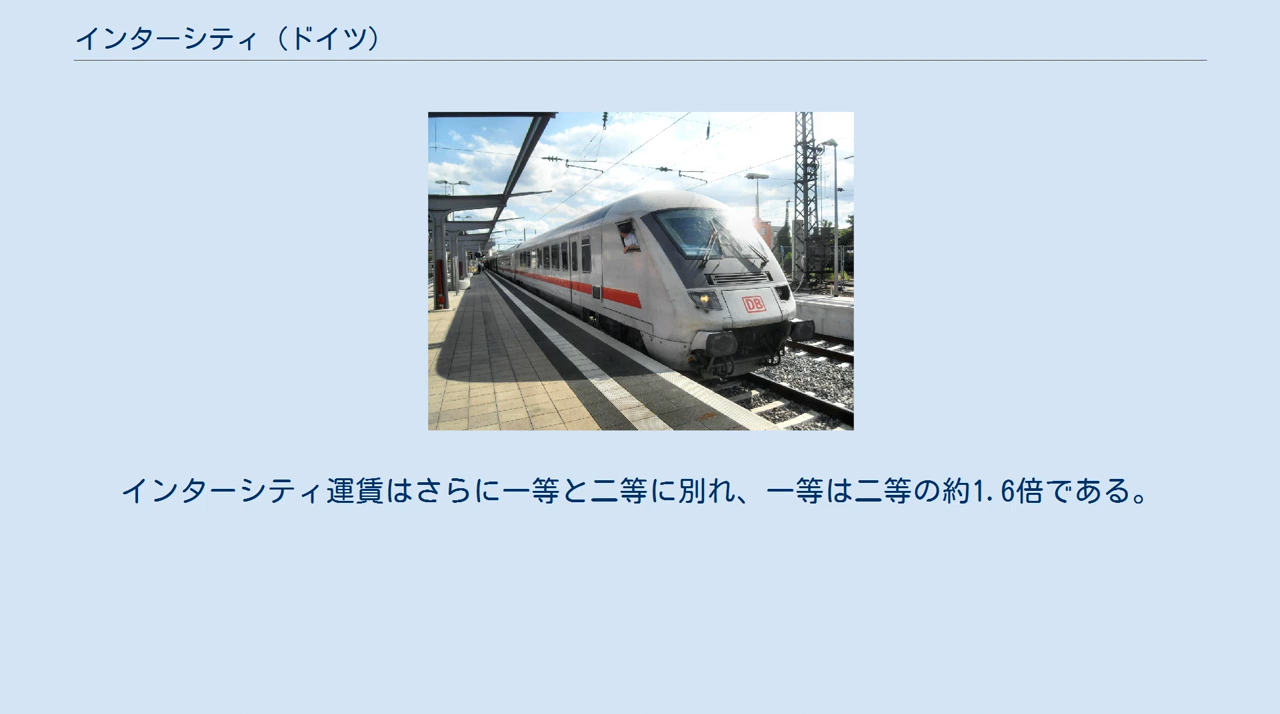 インターシティ（ドイツ）
DB
インターシティ運賃はさらに一等と二等に別れ、一等は二等の約1.6倍である。